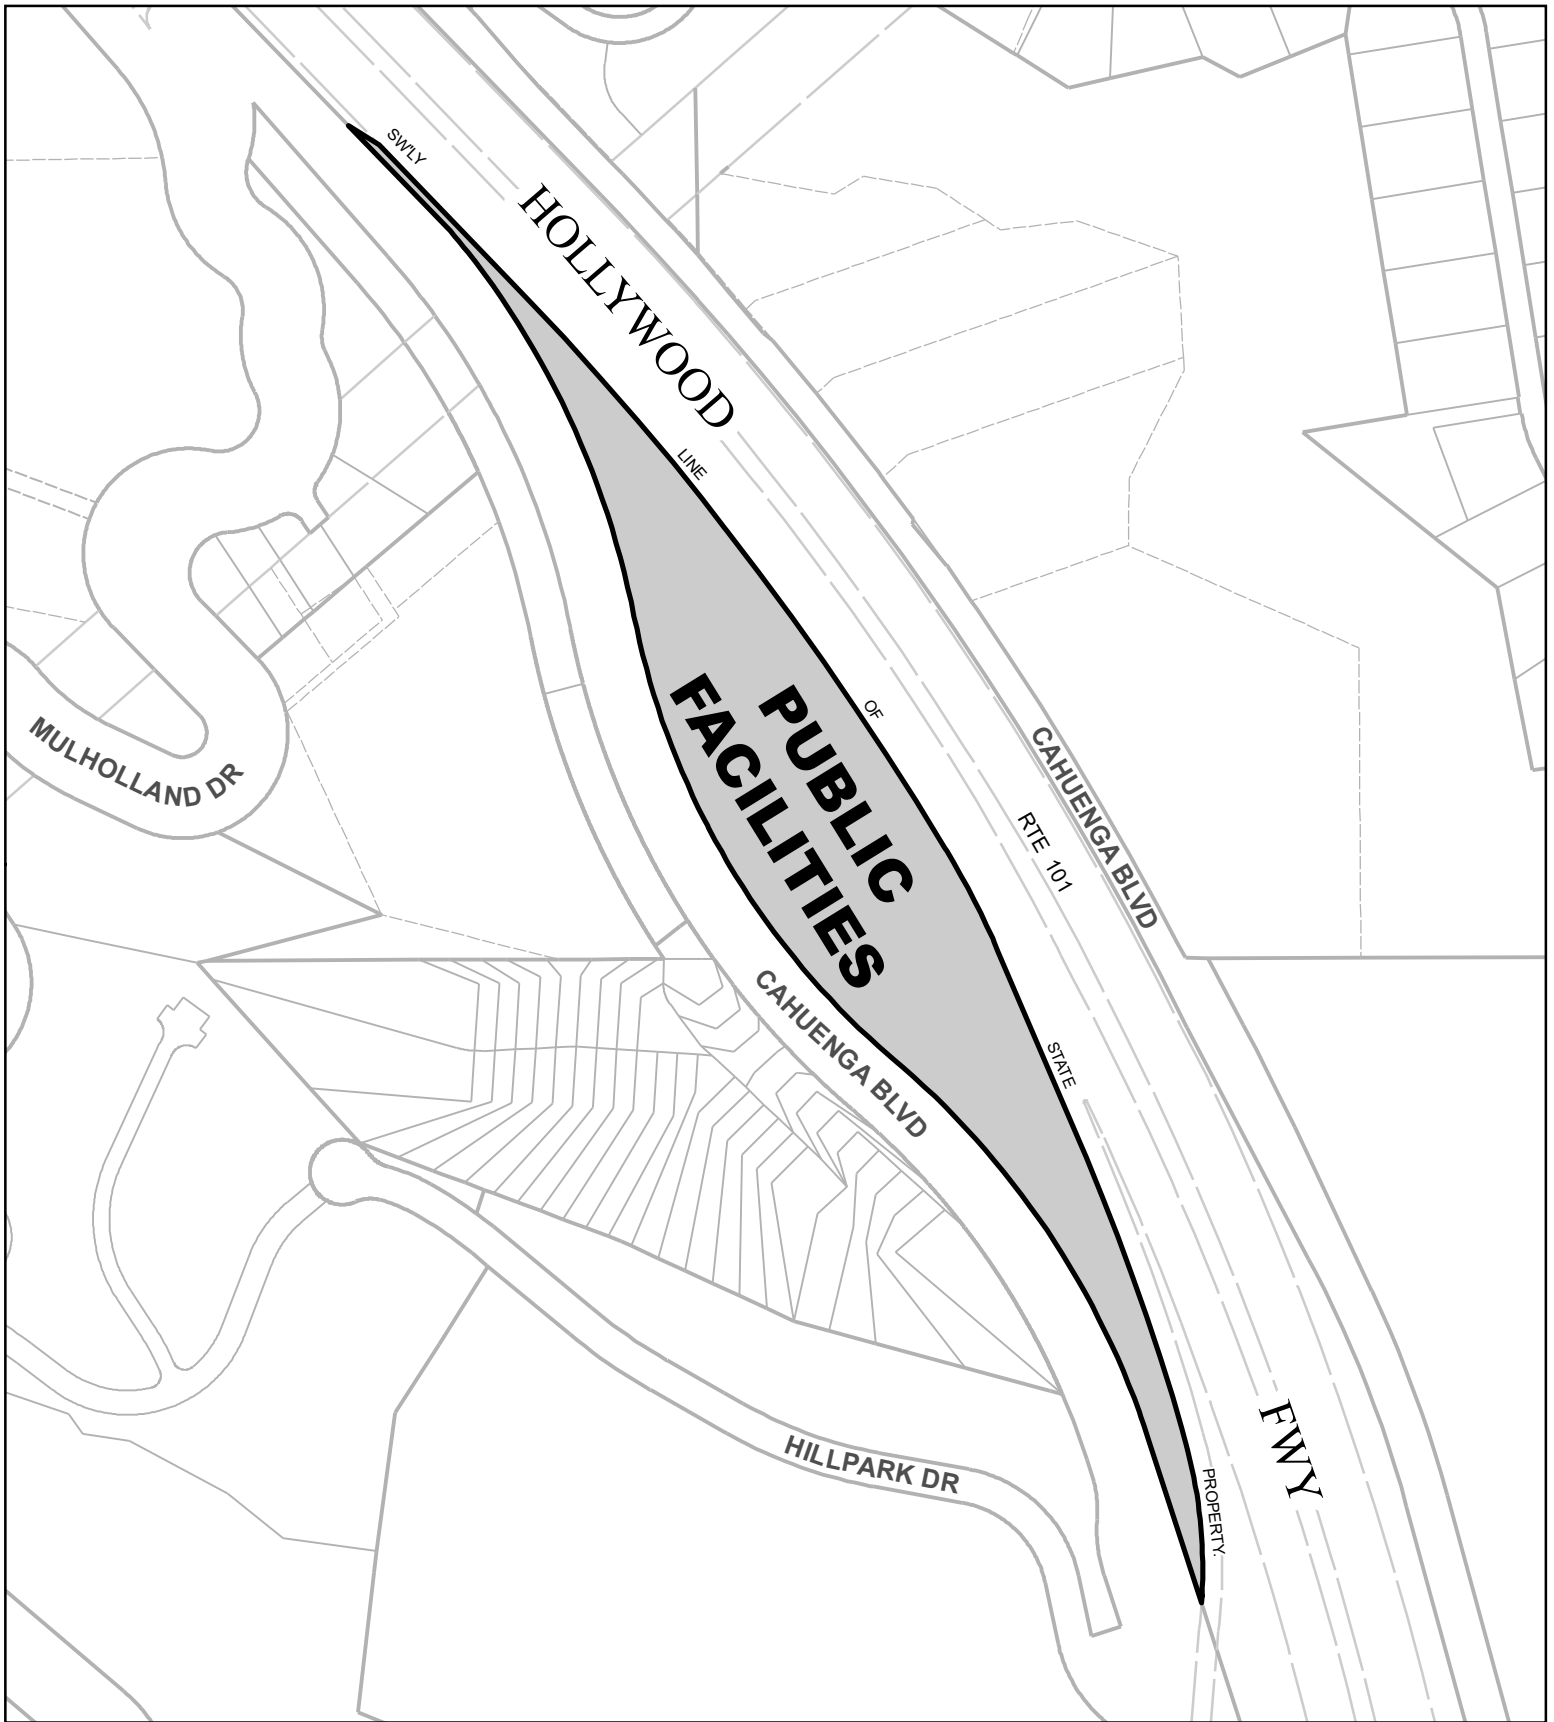 SW'LY
HOLLYWOOD
LINE
OF
PUBLIC
FACILITIES
MULHOLLAND DR
CAHUENGA BLVD
RTE 101
CAHUENGA BLVD
STATE
FWY
HILLPARK DR
PROPERTY.